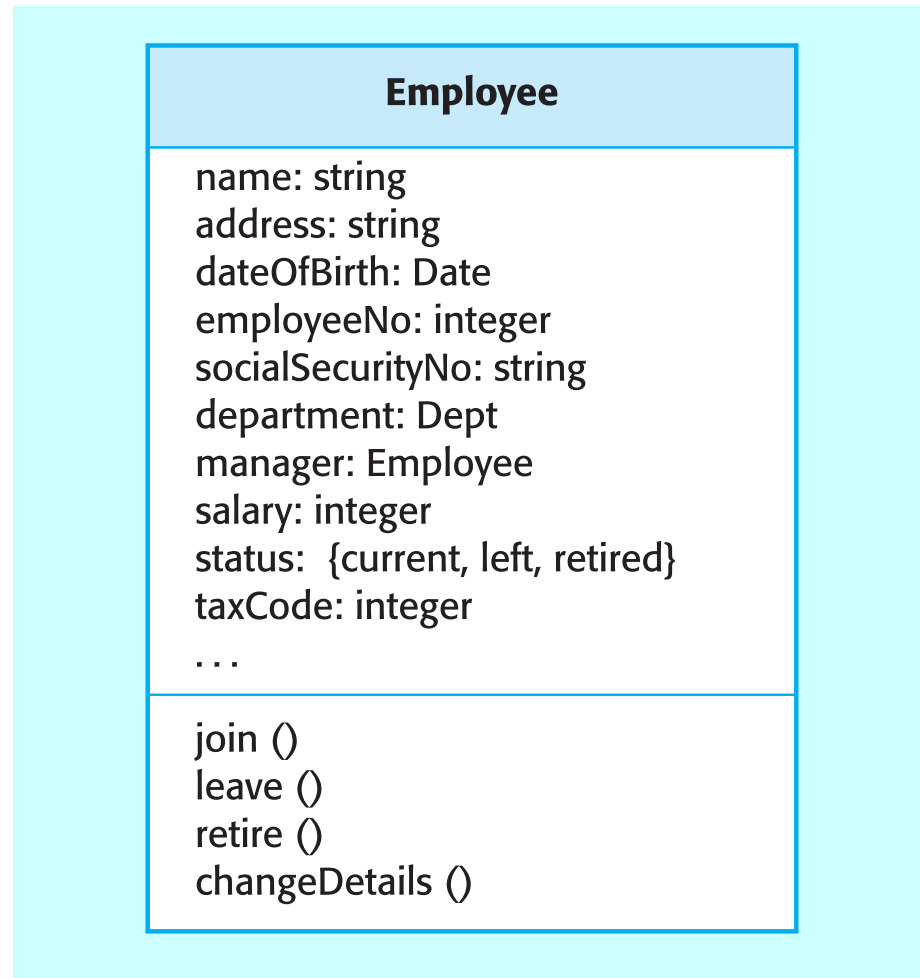 Employee
name: string
address: string
dateOfBirth: Date
employeeNo: integer
socialSecurityNo: string
department: Dept
manager: Employee
salary: integer
status:  {current, left, retired}
taxCode: integer
. . .
join ()
leave ()
retire ()
changeDetails ()